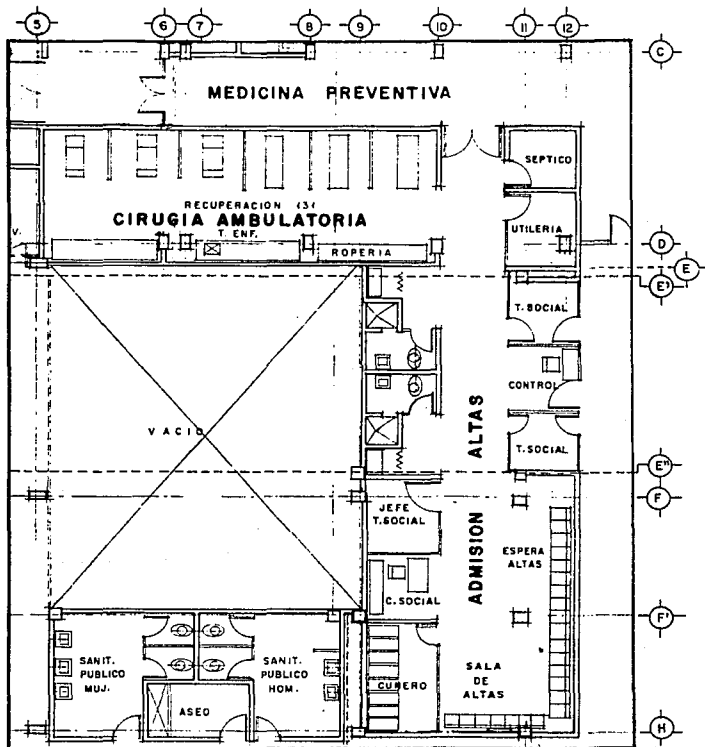 5 6 7 8 9 10 11 12
C
MEDICINA PREVENTIVA
SEPTICO
RECUPERACION (3(
CIRUGIA AMBULATORIA
T. ENF.
UTILERIA
V.
ROPERIA
D
E
E'
T. SOCIAL
CONTROL
VACIO
ALTAS
T. SOCIAL
E"
F
JEFE
T. SOCIAL
ADMISION
ESPERA
ALTAS
C. SOCIAL
F'
SANIT.
PUBLICO
MUJ.
SANIT.
PUBLICO
HOM.
ASEO
CUNERO
SALA
DE
ALTAS
H